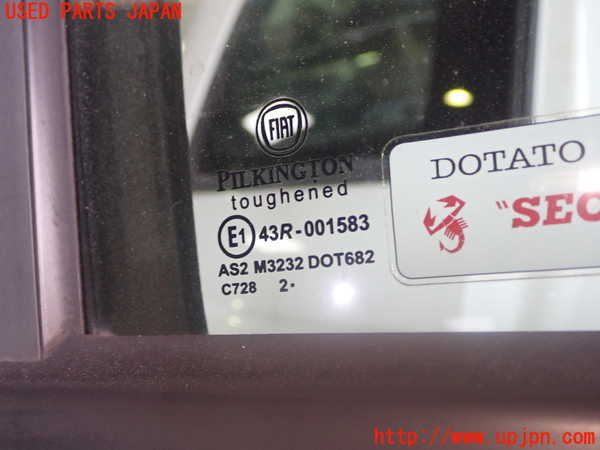 USED PARTS JAPAN
FIAT
PILKINGTON
toughened
E1 43R-001583
AS2 M3232 DOT682
C728 2·
DOTATO
"SEC
http://www.upjpn.com/